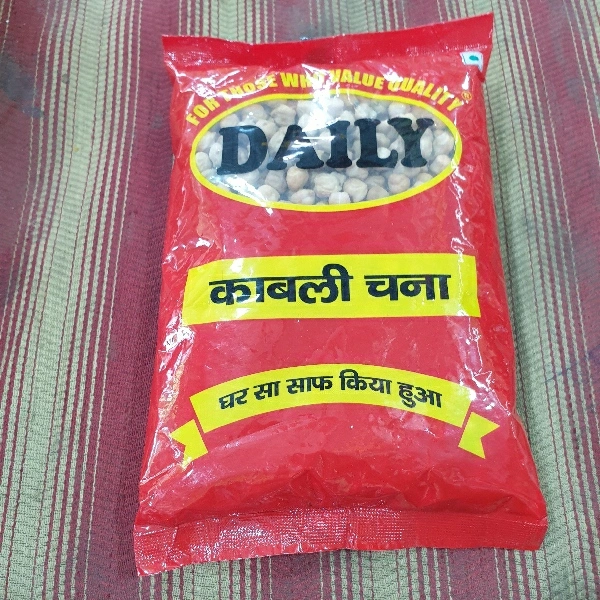 FOR THOSE WHO VALUE QUALITY
DAILY
काबली चना
घर सा साफ किया हुआ